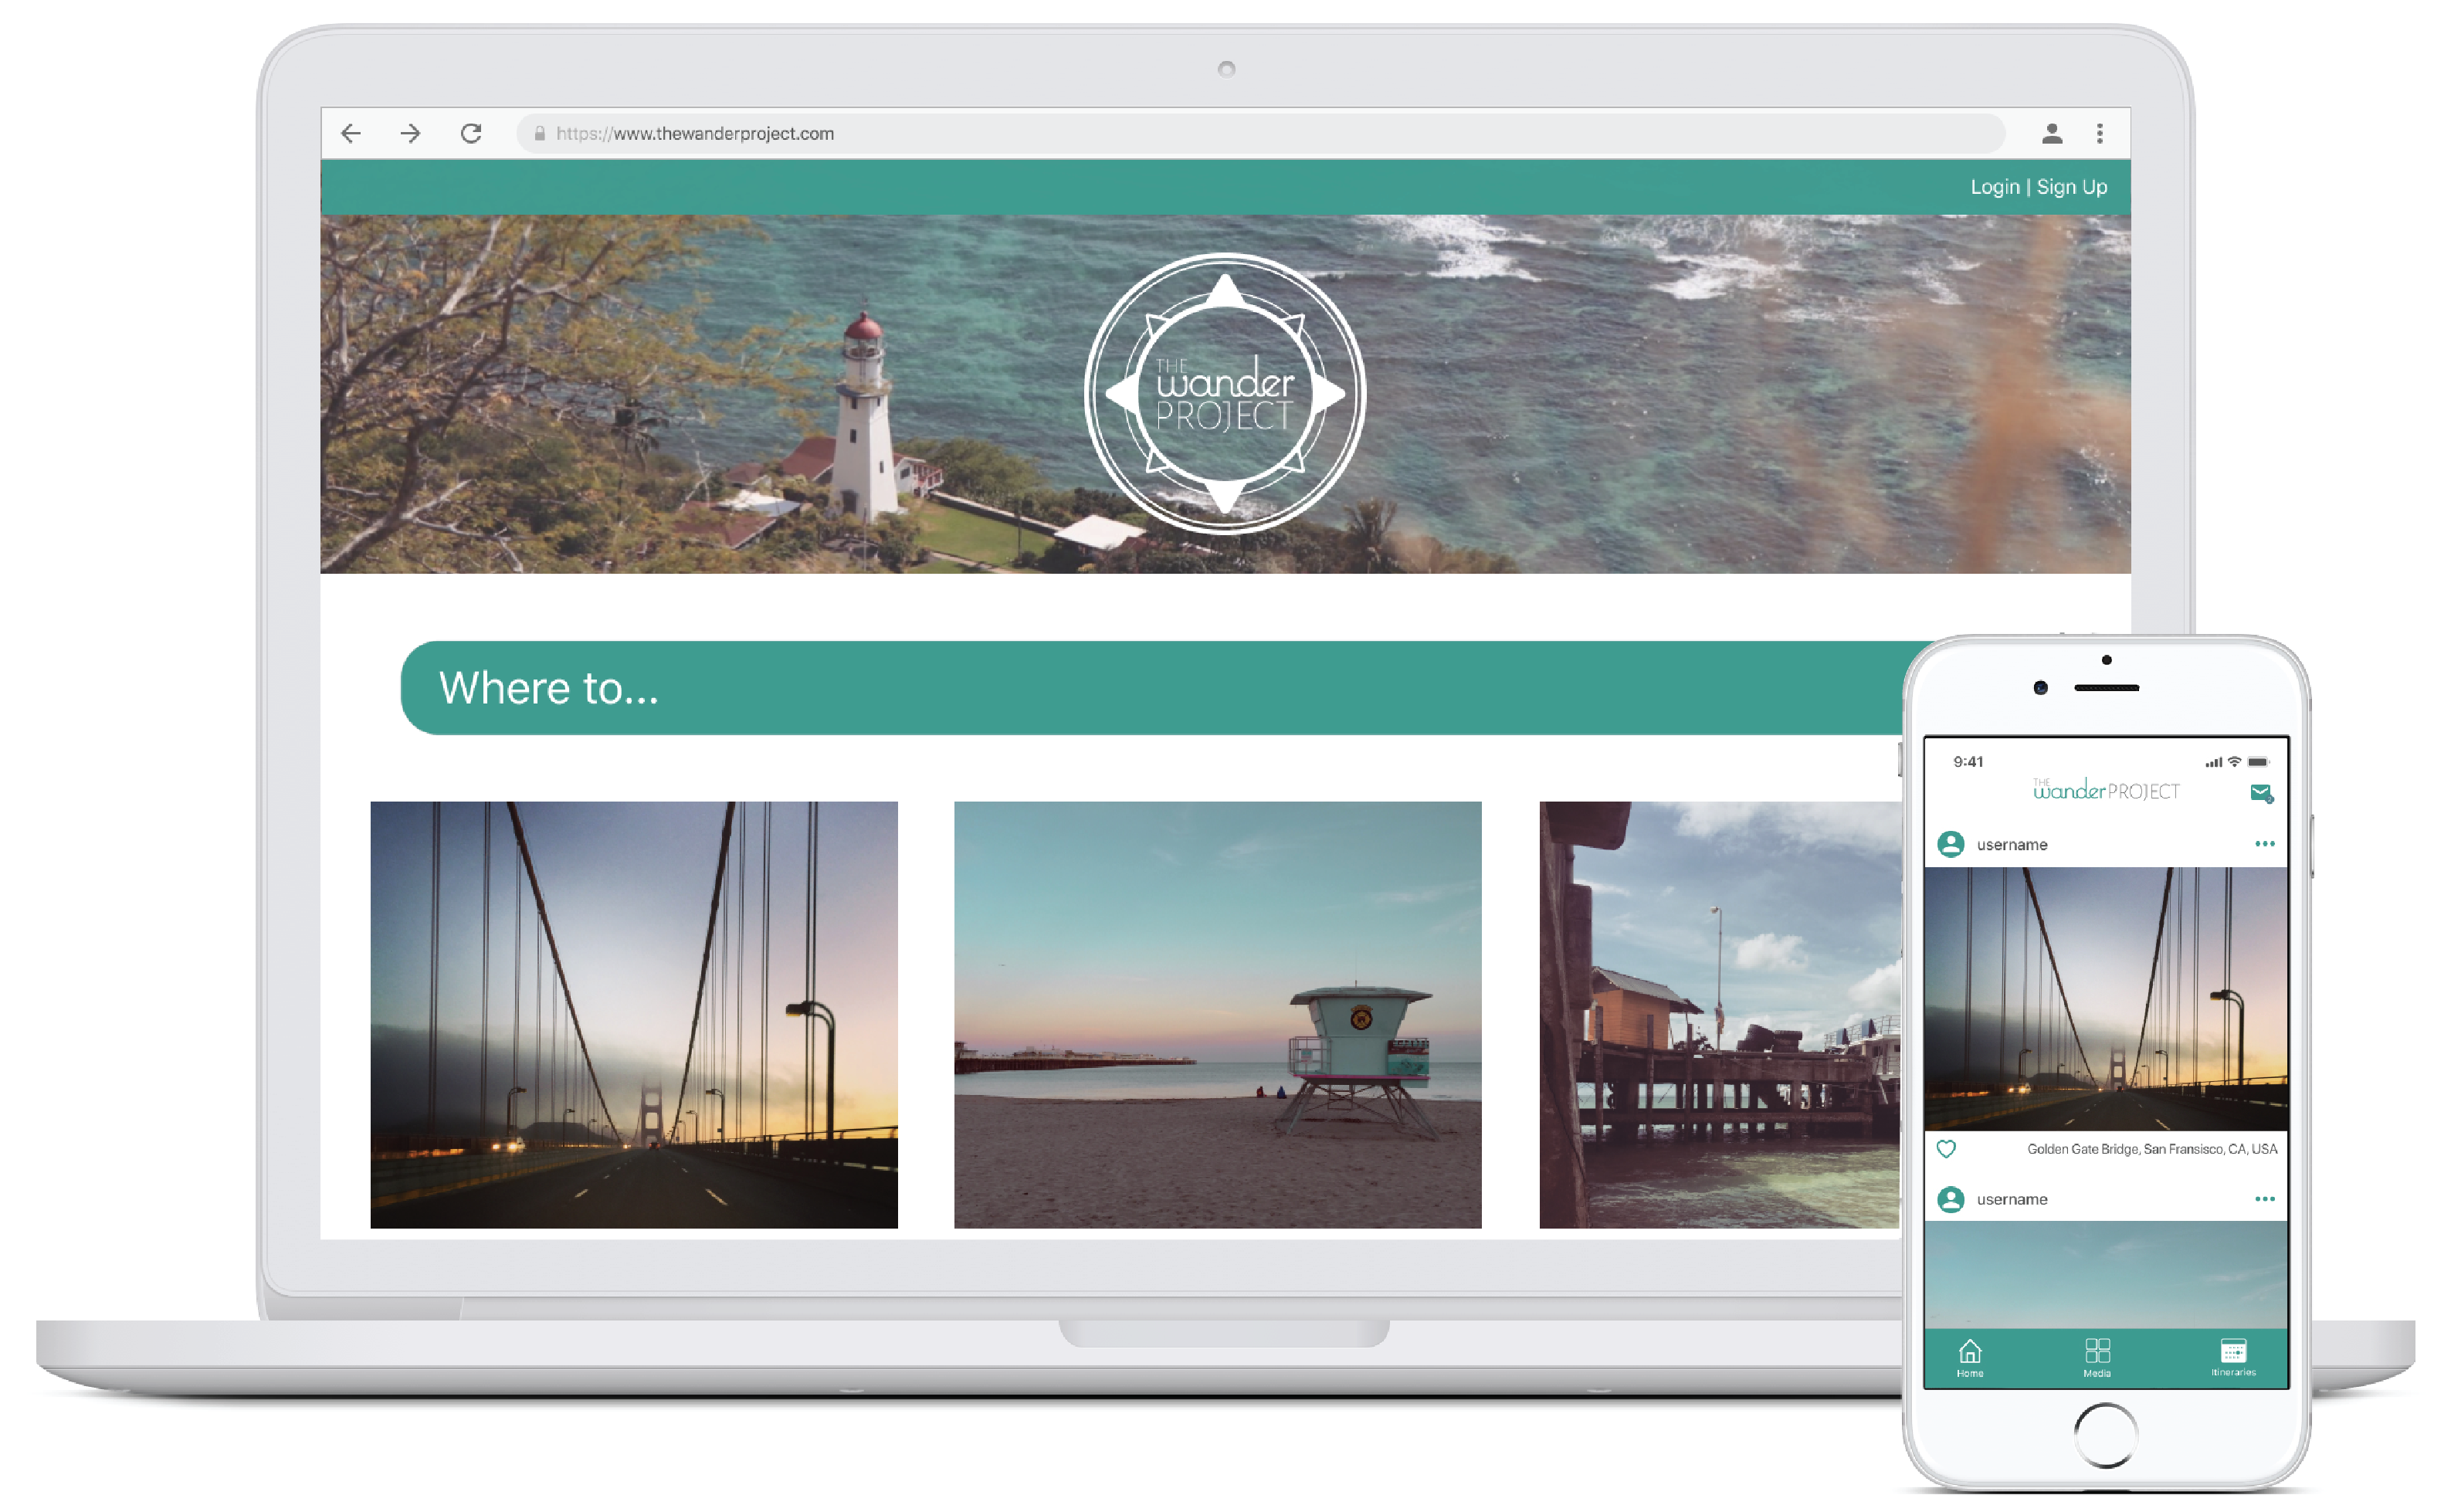 https://www.thewanderproject.com
Login | Sign Up
THE
wander
PROJECT
Where to...
9:41
THE
wander PROJECT
username
Golden Gate Bridge, San Fransisco, CA, USA
username
Home
Media
Itineraries